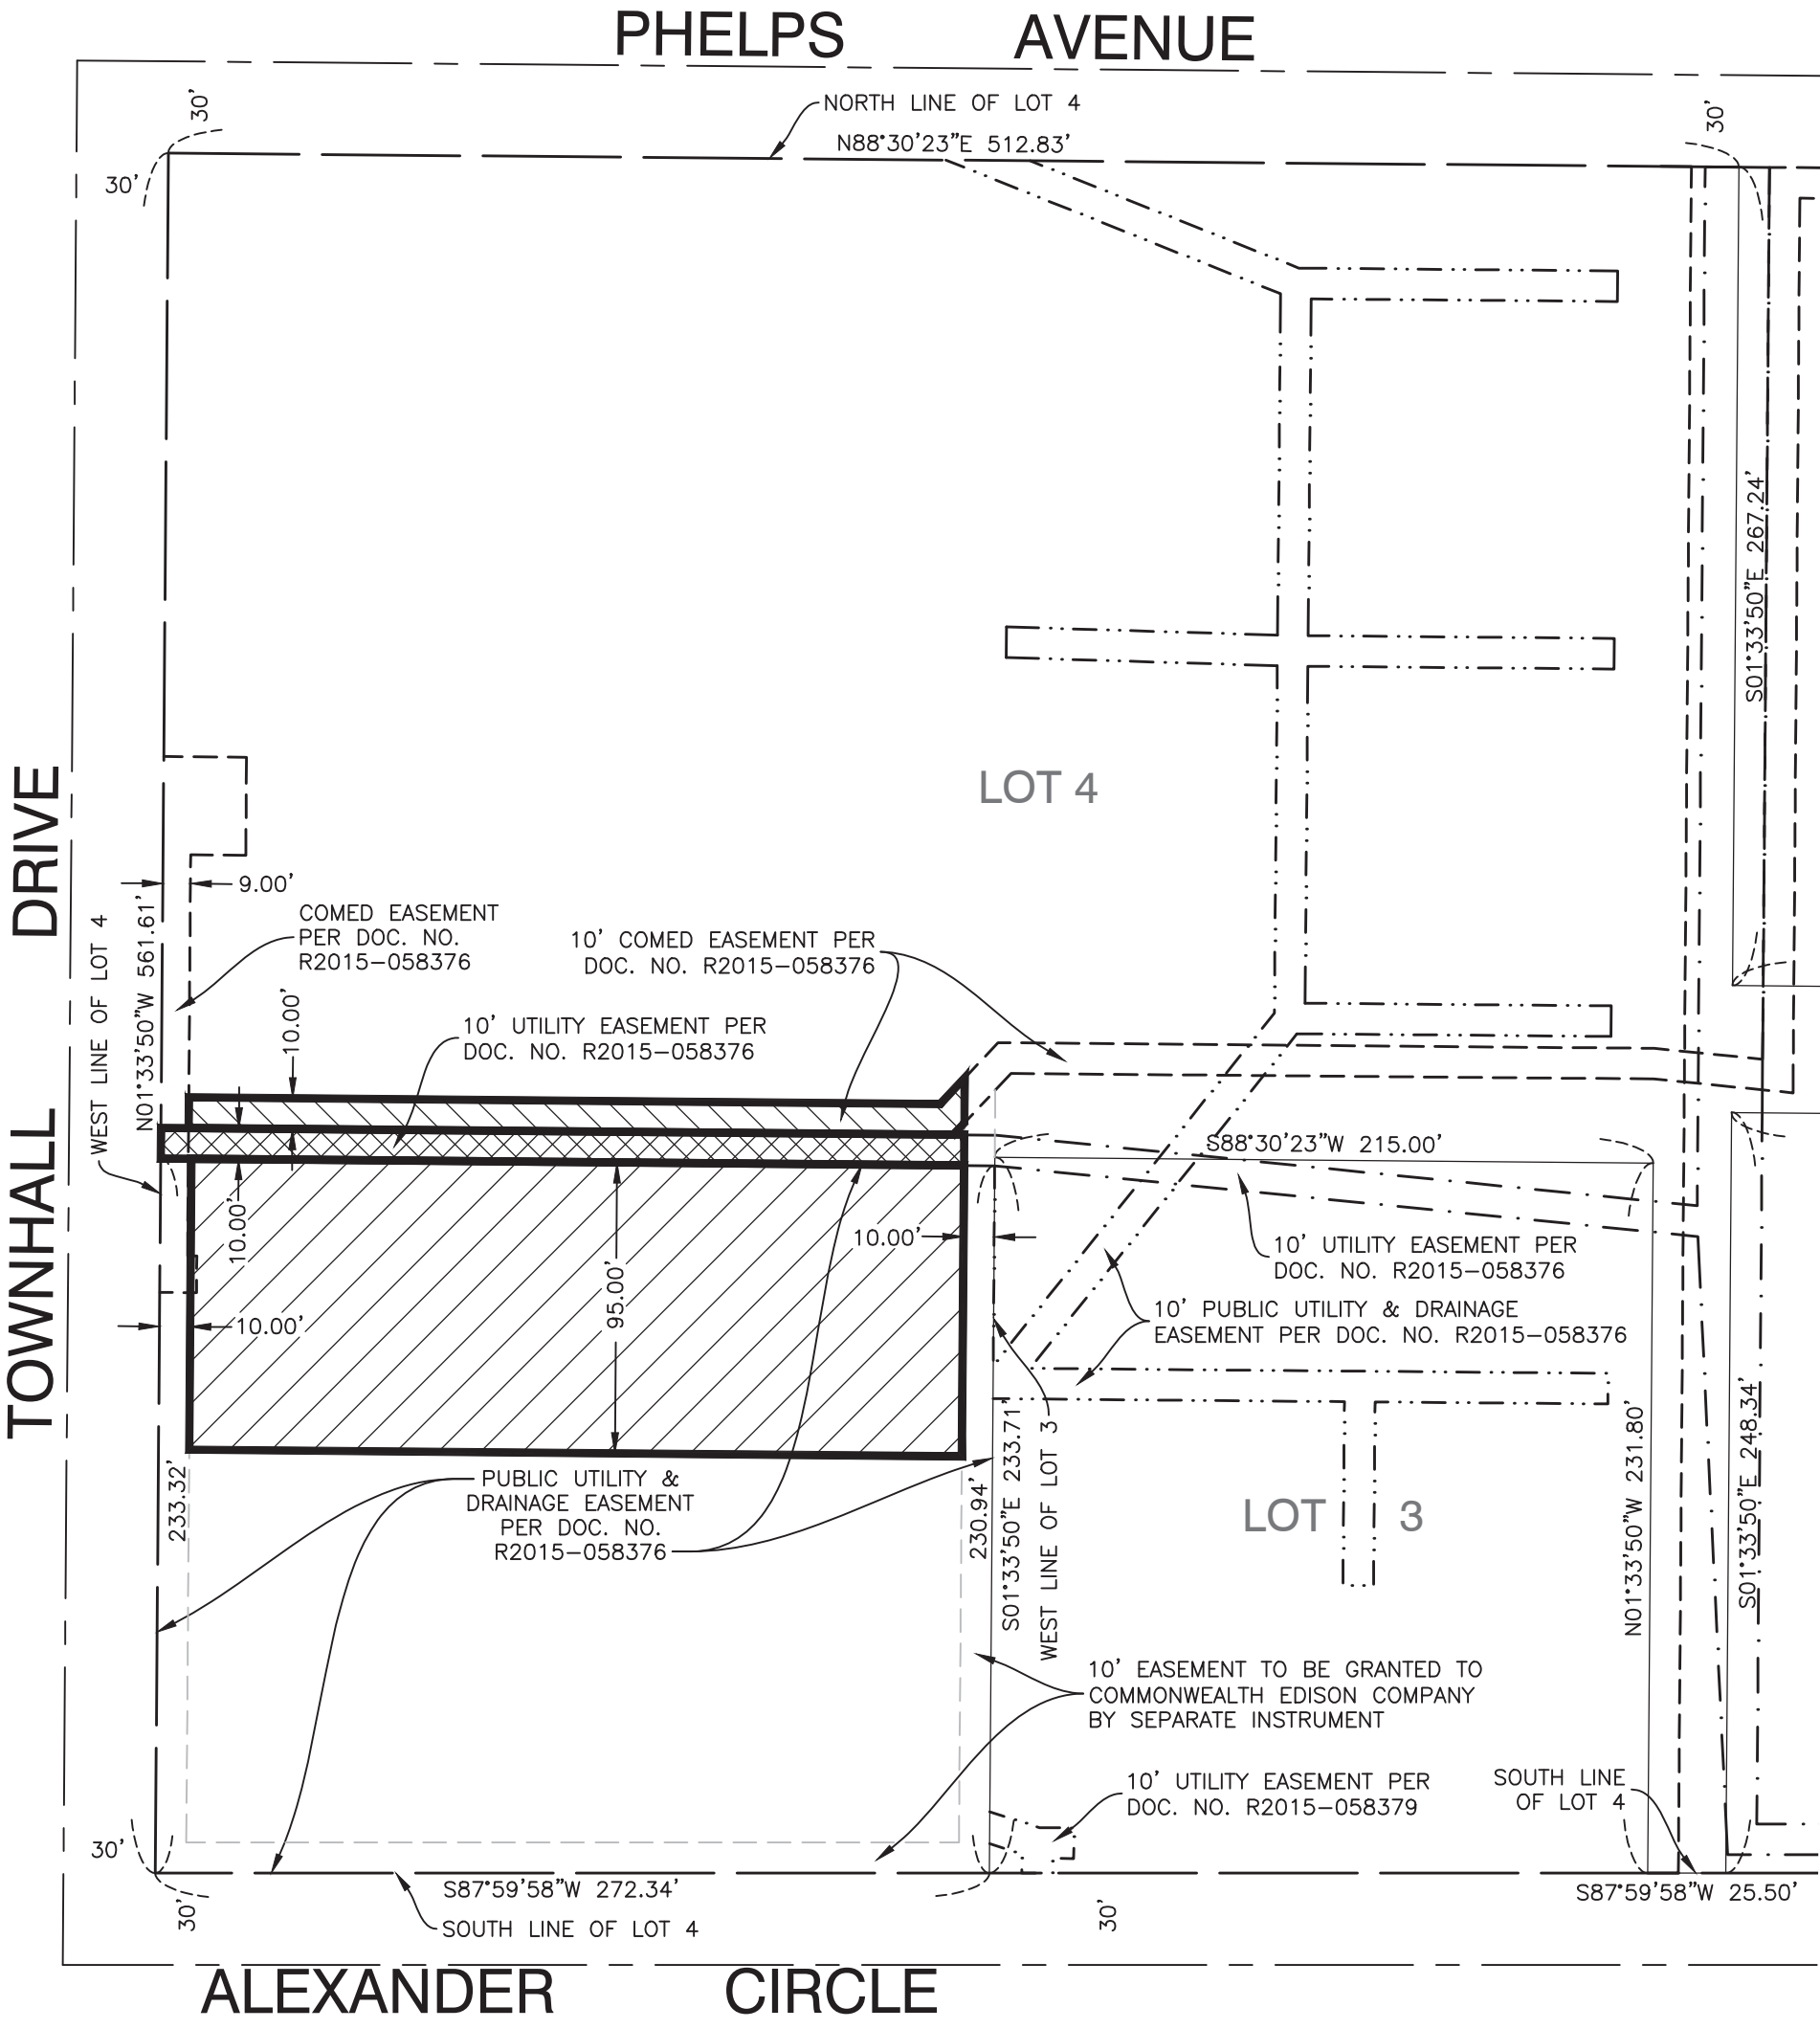 PHELPS AVENUE
30'
NORTH LINE OF LOT 4
30'
N88°30'23"E 512.83'
30'
S01°33'50"E 267.24'
LOT 4
TOWNHALL DRIVE
9.00'
WEST LINE OF LOT 4
N01°33'50"W 561.61'
COMED EASEMENT
PER DOC. NO.
R2015-058376
10' COMED EASEMENT PER
DOC. NO. R2015-058376
10.00'
10' UTILITY EASEMENT PER
DOC. NO. R2015-058376
S88°30'23"W 215.00'
10.00'
10.00'
95.00'
10' UTILITY EASEMENT PER
DOC. NO. R2015-058376
10.00'
10' PUBLIC UTILITY & DRAINAGE
EASEMENT PER DOC. NO. R2015-058376
233.32'
PUBLIC UTILITY &
DRAINAGE EASEMENT
PER DOC. NO.
R2015-058376
230.94'
S01°33'50"E 233.71'
WEST LINE OF LOT 3
LOT 3
N01°33'50"W 231.80'
S01°33'50"E 248.34'
10' EASEMENT TO BE GRANTED TO
COMMONWEALTH EDISON COMPANY
BY SEPARATE INSTRUMENT
10' UTILITY EASEMENT PER
DOC. NO. R2015-058379
SOUTH LINE
OF LOT 4
30'
S87°59'58"W 272.34'
S87°59'58"W 25.50'
30'
SOUTH LINE OF LOT 4
30'
ALEXANDER CIRCLE